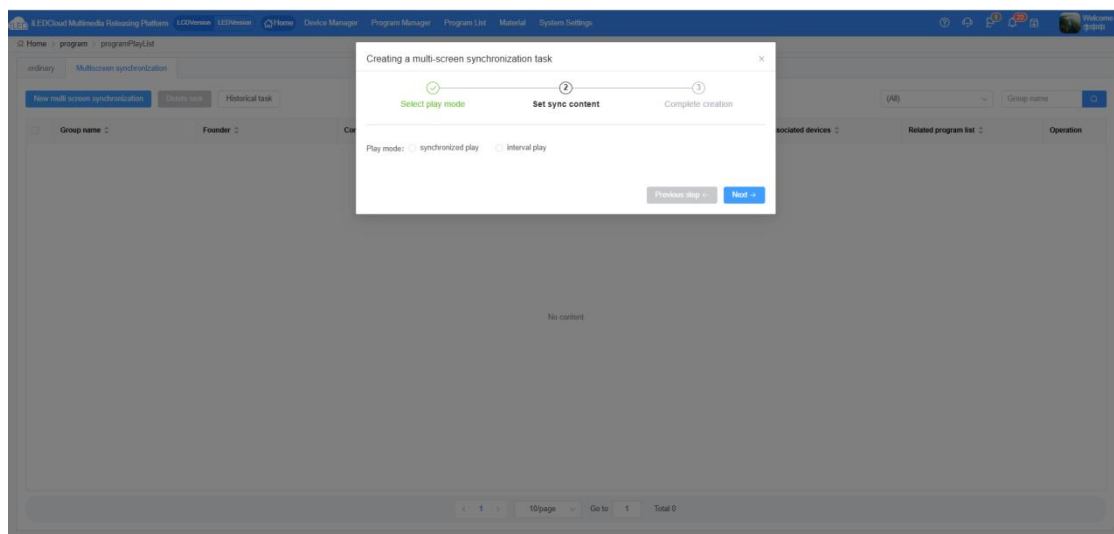 iLEDCloud Multimedia Releasing Platform LCDVersion LEDVersion Home Device Manager Program Manager Program List Material System Settings Welcome
Home > program > programPlayList
ordinary Multiscreen synchronization
New multi screen synchronization Delete task Historical task (All) Group name
Group name Founder Cor sociated devices Related program list Operation
Creating a multi-screen synchronization task ×
2 3
Select play mode Set sync content Complete creation
Play mode: synchronized play interval play
Previous step ← Next →
No content
< 1 > 10/page Go to 1 Total 0